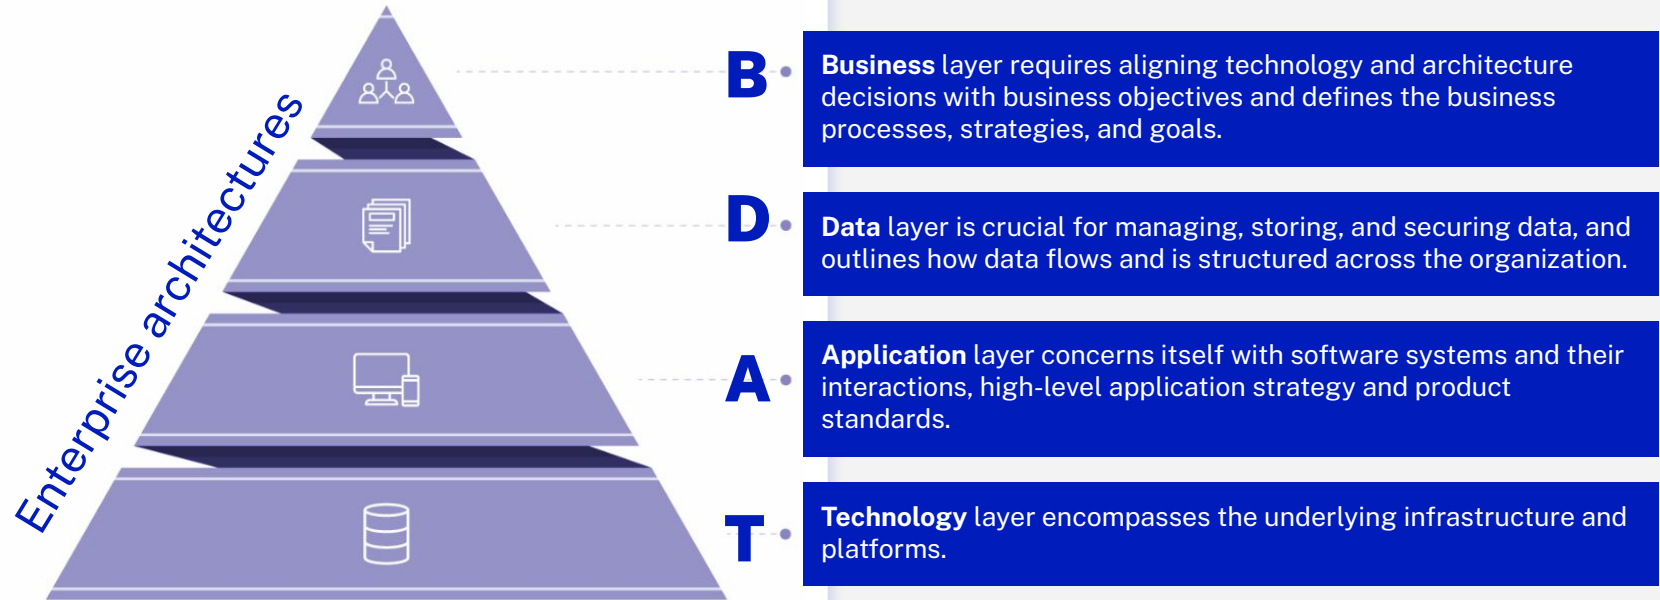 Enterprise architectures
B
Business layer requires aligning technology and architecture
decisions with business objectives and defines the business
processes, strategies, and goals.
D
Data layer is crucial for managing, storing, and securing data, and
outlines how data flows and is structured across the organization.
A
Application layer concerns itself with software systems and their
interactions, high-level application strategy and product
standards.
T
Technology layer encompasses the underlying infrastructure and
platforms.